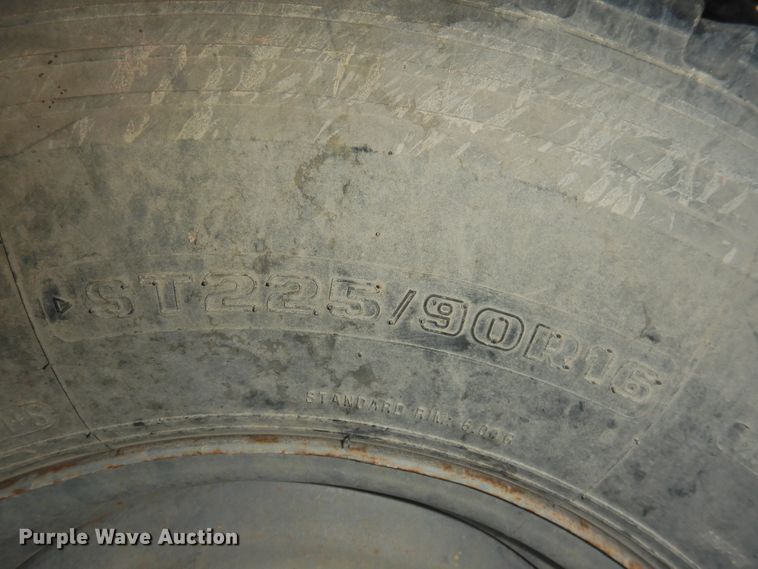 ST225/90R16
STANDARD RIM: 6.00G
Purple Wave Auction®